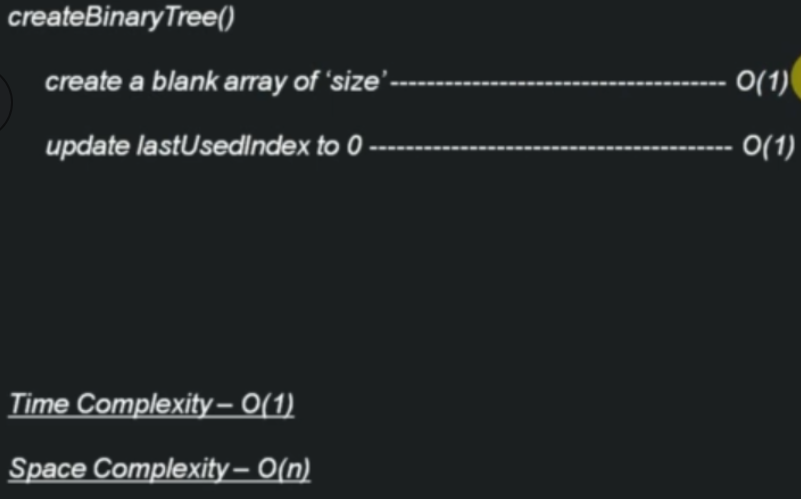 createBinaryTree()
create a blank array of ‘size’------------------------------------- O(1)
update lastUsedIndex to 0 ---------------------------------------- O(1)
Time Complexity – O(1)
Space Complexity – O(n)